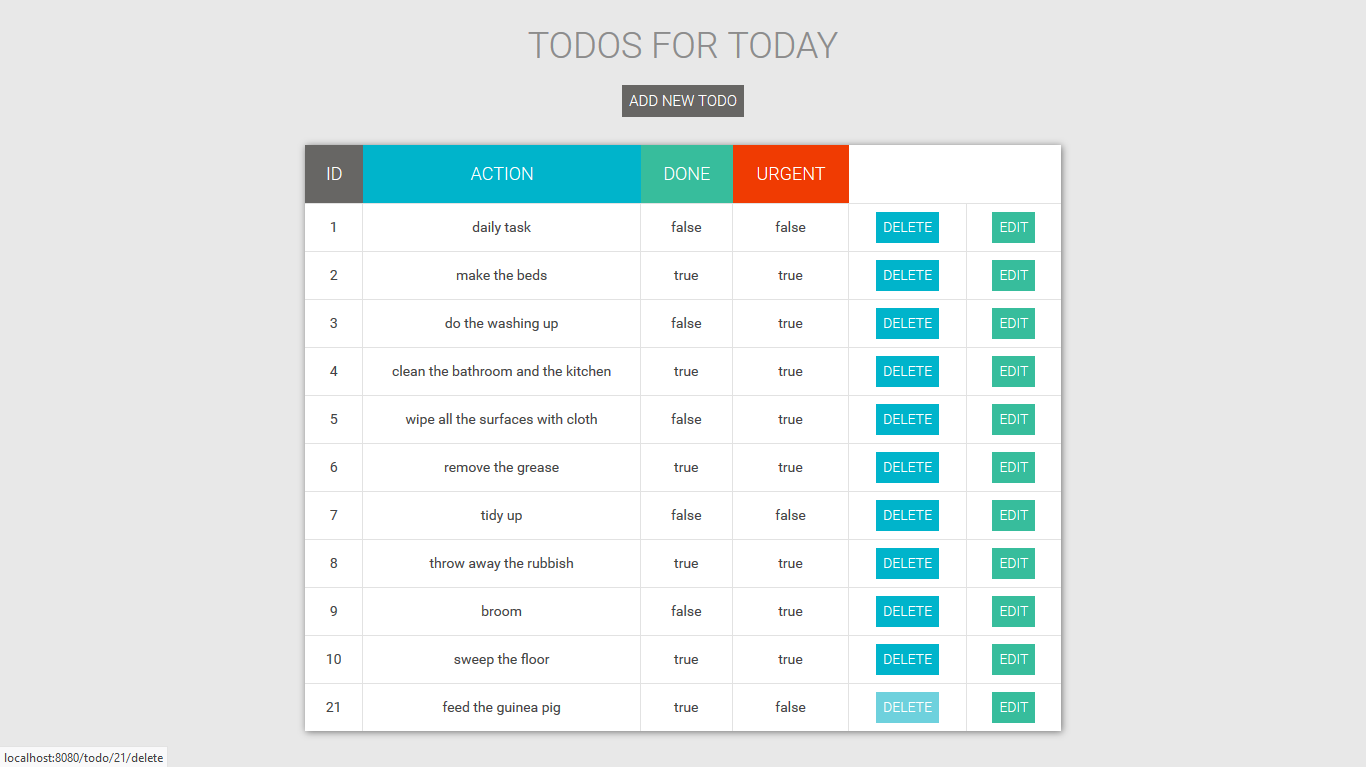 TODOS FOR TODAY
ADD NEW TODO
ID ACTION DONE URGENT
1 daily task false false DELETE EDIT
2 make the beds true true DELETE EDIT
3 do the washing up false true DELETE EDIT
4 clean the bathroom and the kitchen true true DELETE EDIT
5 wipe all the surfaces with cloth false true DELETE EDIT
6 remove the grease true true DELETE EDIT
7 tidy up false false DELETE EDIT
8 throw away the rubbish true true DELETE EDIT
9 broom false true DELETE EDIT
10 sweep the floor true true DELETE EDIT
21 feed the guinea pig true false DELETE EDIT
localhost:8080/todo/21/delete